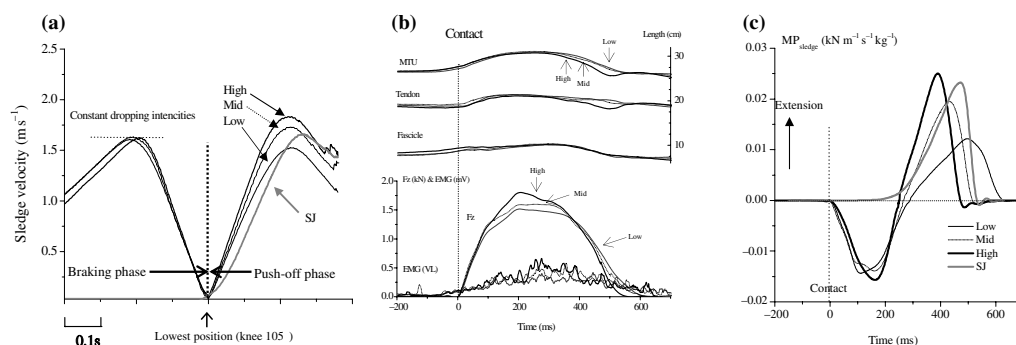 (a)
2.5
2.0
1.5
1.0
0.5
Sledge velocity (m s⁻¹)
High
Mid
Low
Constant dropping intencities
SJ
Braking phase
Push-off phase
0.1s
Lowest position (knee 105 )
(b)
Contact
Length (cm)
Low
MTU
30
High
Mid
Tendon
20
Fascicle
10
Fz (kN) & EMG (mV)
2.0
1.5
1.0
0.5
0.0
High
Mid
Fz
Low
EMG (VL)
−200
0
200
400
600
Time (ms)
(c)
MPsledge (kN m⁻¹ s⁻¹ kg⁻¹)
0.03
0.02
0.01
0.00
−0.01
−0.02
Extension
Contact
Low
Mid
High
SJ
−200
0
200
400
600
Time (ms)